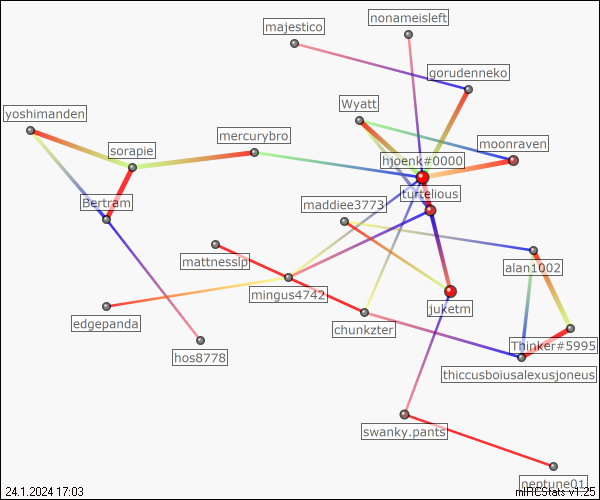 nonameisleft
majestico
gorudenneko
Wyatt
yoshimanden
mercurybro
moonraven
sorapie
hjoenk#0000
turtelious
Bertram
maddiee3773
mattnesslp
alan1002
mingus4742
juketm
edgepanda
chunkzter
Thinker#5995
hos8778
thiccusboiusalexusjoneus
swanky.pants
neptune01
24.1.2024 17:03
mIRCStats v1.25